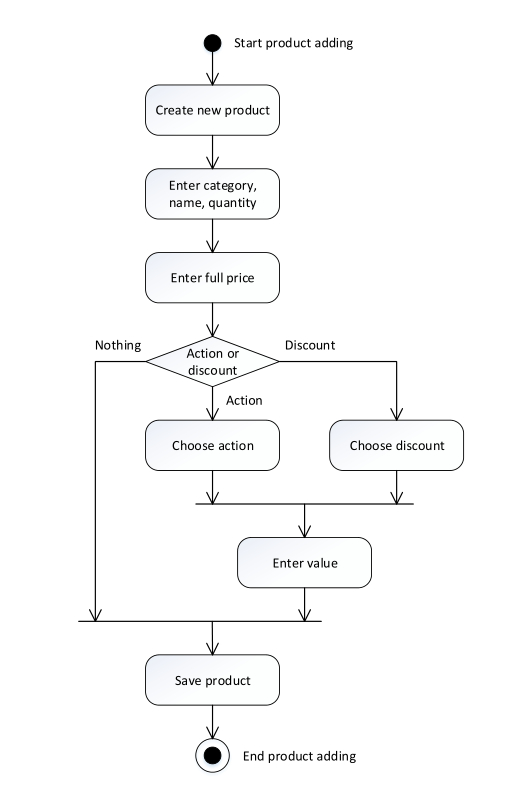 Start product adding
Create new product
Enter category,
name, quantity
Enter full price
Nothing
Action or
discount
Discount
Action
Choose action
Choose discount
Enter value
Save product
End product adding